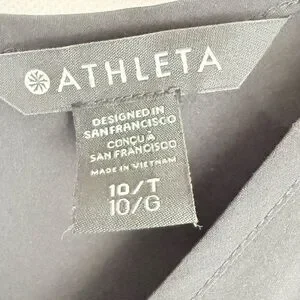 ATHLETA
DESIGNED IN
SAN FRANCISCO
CONÇU À
SAN FRANCISCO
MADE IN VIETNAM
10/T
10/G